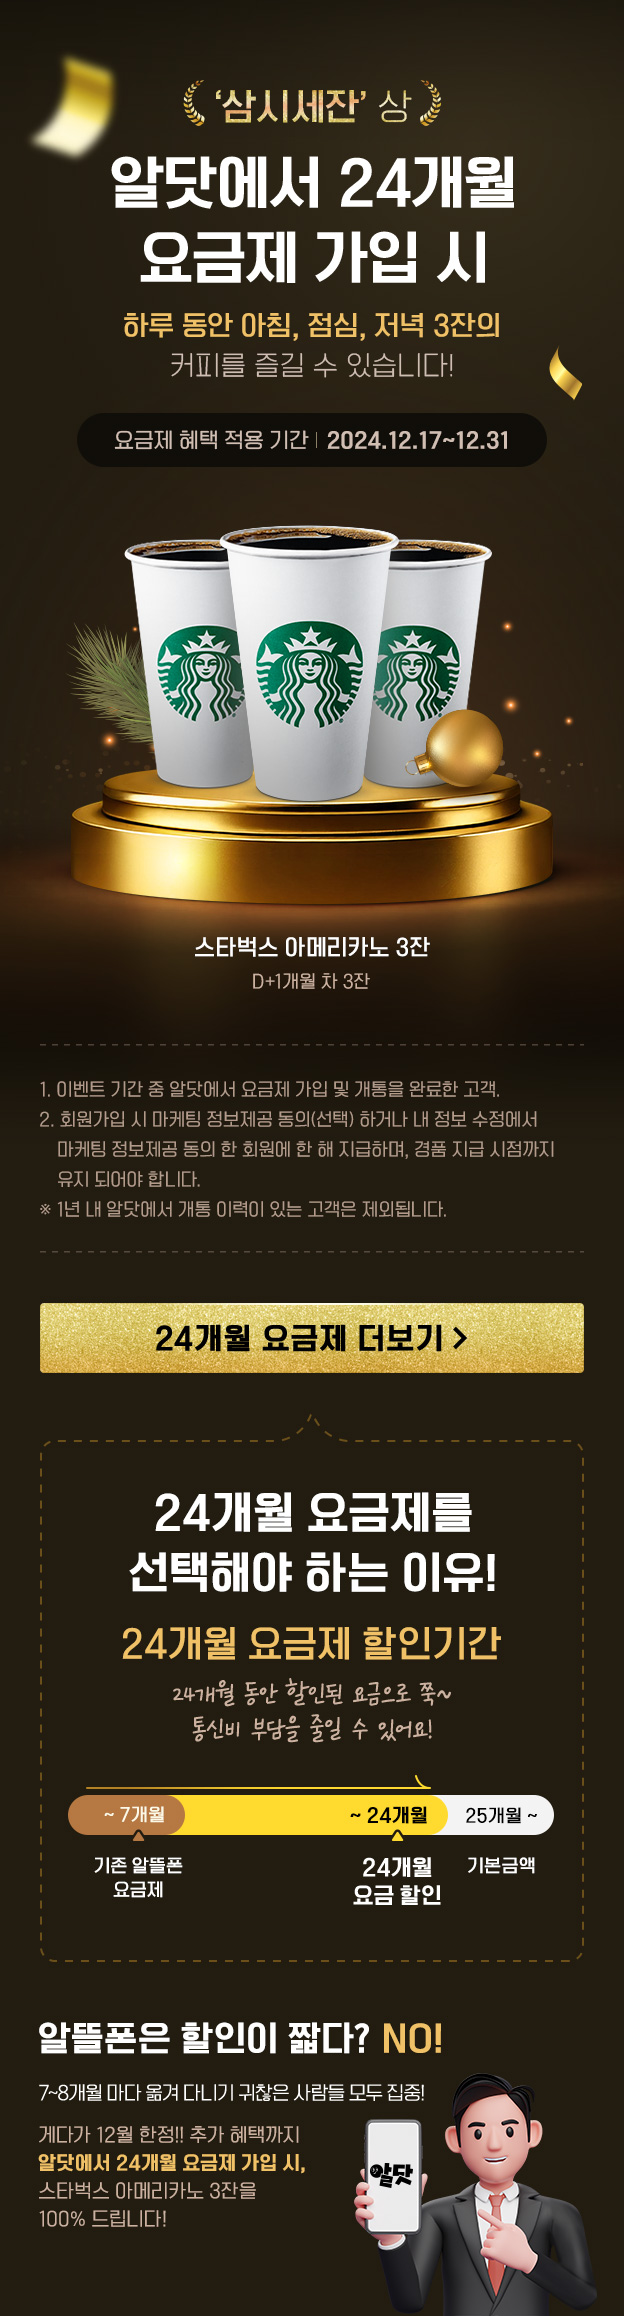 ‘삼시세잔’ 상
알닷에서 24개월
요금제 가입 시
하루 동안 아침, 점심, 저녁 3잔의
커피를 즐길 수 있습니다!
요금제 혜택 적용 기간 | 2024.12.17~12.31
스타벅스 아메리카노 3잔
D+1개월 차 3잔
1. 이벤트 기간 중 알닷에서 요금제 가입 및 개통을 완료한 고객.
2. 회원가입 시 마케팅 정보제공 동의(선택) 하거나 내 정보 수정에서
마케팅 정보제공 동의 한 회원에 한 해 지급하며, 경품 지급 시점까지
유지 되어야 합니다.
※ 1년 내 알닷에서 개통 이력이 있는 고객은 제외됩니다.
24개월 요금제 더보기 >
24개월 요금제를
선택해야 하는 이유!
24개월 요금제 할인기간
24개월 동안 할인된 요금으로 쭉~
통신비 부담을 줄일 수 있어요!
~ 7개월 ~ 24개월 25개월 ~
기존 알뜰폰 24개월 기본금액
요금제 요금 할인
알뜰폰은 할인이 짧다? NO!
7~8개월 마다 옮겨 다니기 귀찮은 사람들 모두 집중!
게다가 12월 한정!! 추가 혜택까지
알닷에서 24개월 요금제 가입 시,
스타벅스 아메리카노 3잔을
100% 드립니다!
알닷